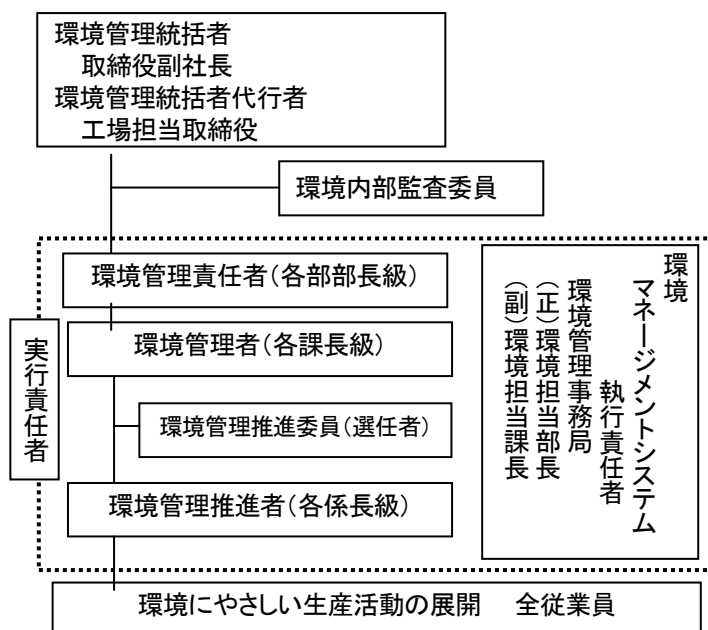 環境管理統括者
取締役副社長
環境管理統括者代行者
工場担当取締役
環境内部監査委員
環境管理責任者(各部部長級)
実行責任者
環境管理者(各課長級)
環境管理推進委員(選任者)
環境管理推進者(各係長級)
環境
マネージメントシステム
執行責任者
環境管理事務局
(正)環境担当部長
(副)環境担当課長
環境にやさしい生産活動の展開　全従業員